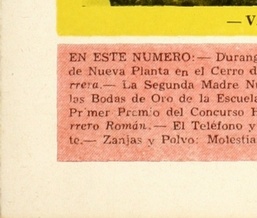 — V
EN ESTE NUMERO: — Durang
de Nueva Planta en el Cerro d
rrera.— La Segunda Madre Nu
las Bodas de Oro de la Escuela
Primer Premio del Concurso H
rrero Román. — El Teléfono y
te.— Zanjas y Polvo: Molestia